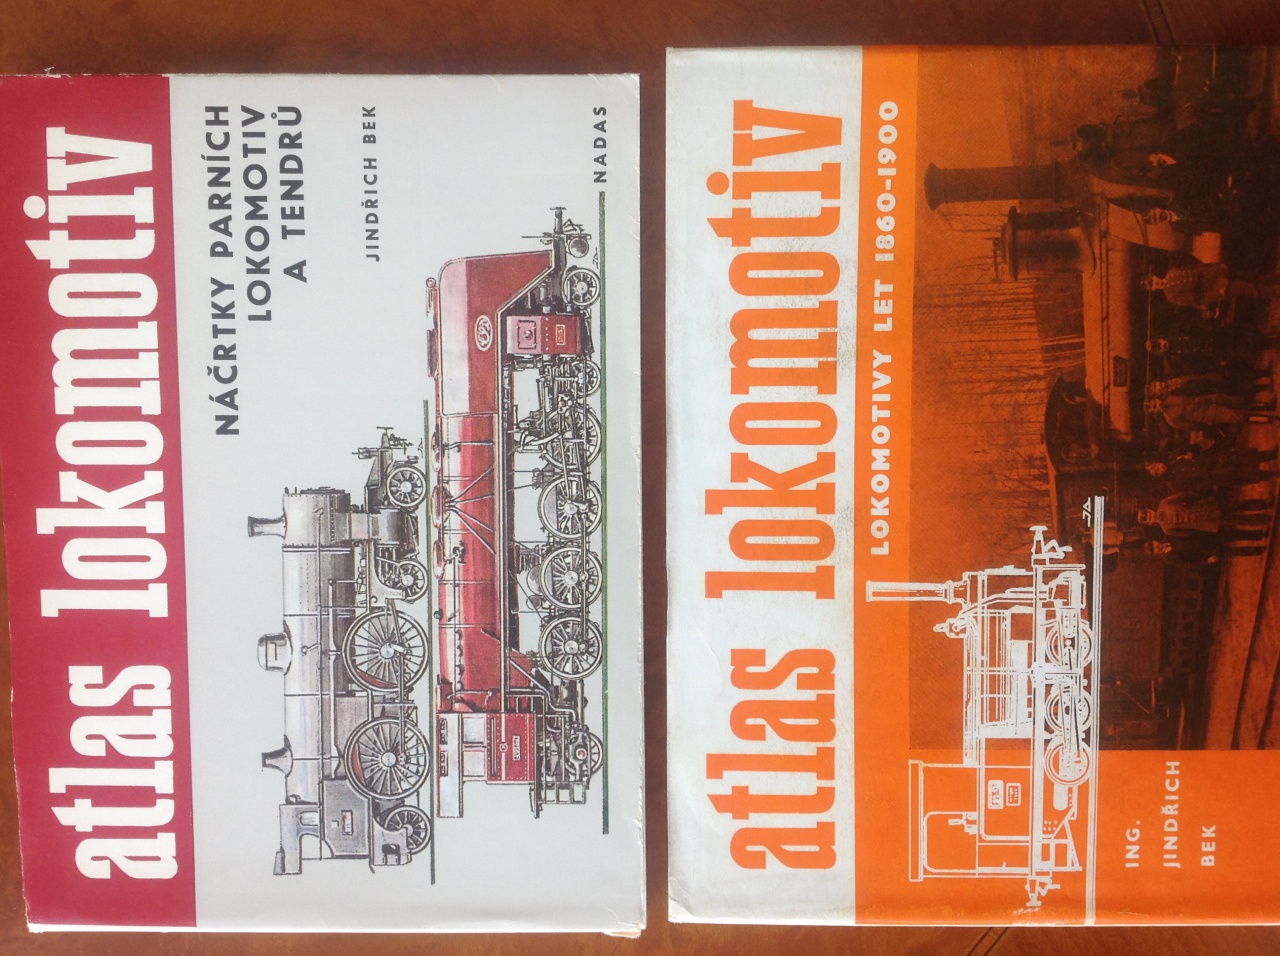 atlas lokomotiv
NÁČRTKY PARNÍCH
LOKOMOTIV
A TENDRŮ
JINDŘICH BEK
NADAS
atlas lokomotiv
LOKOMOTIVY LET 1860-1900
ING.
JINDŘICH
BEK